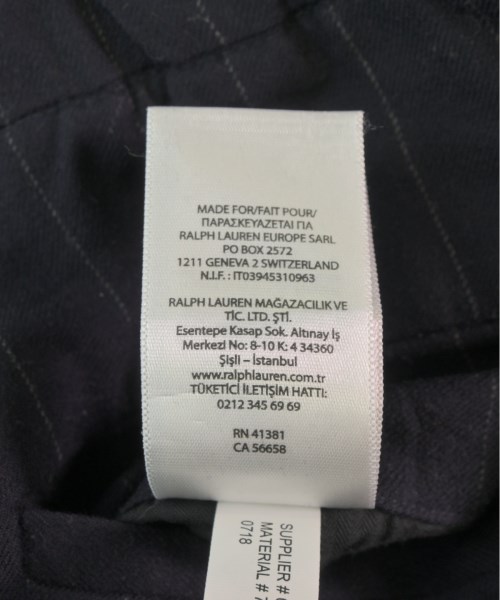 MADE FOR/FAIT POUR/
ΠΑΡΑΣΚΕΥΑΖΕΤΑΙ ΓΙΑ
RALPH LAUREN EUROPE SARL
PO BOX 2572
1211 GENEVA 2 SWITZERLAND
N.I.F. : IT03945310963
RALPH LAUREN MAĞAZACILIK VE
TİC. LTD. ŞTİ.
Esentepe Kasap Sok. Altınay İş
Merkezi No: 8-10 K: 4 34360
Şişli – İstanbul
www.ralphlauren.com.tr
TÜKETİCİ İLETİŞİM HATTI:
0212 345 69 69
RN 41381
CA 56658
SUPPLIER #
MATERIAL # 7
0718